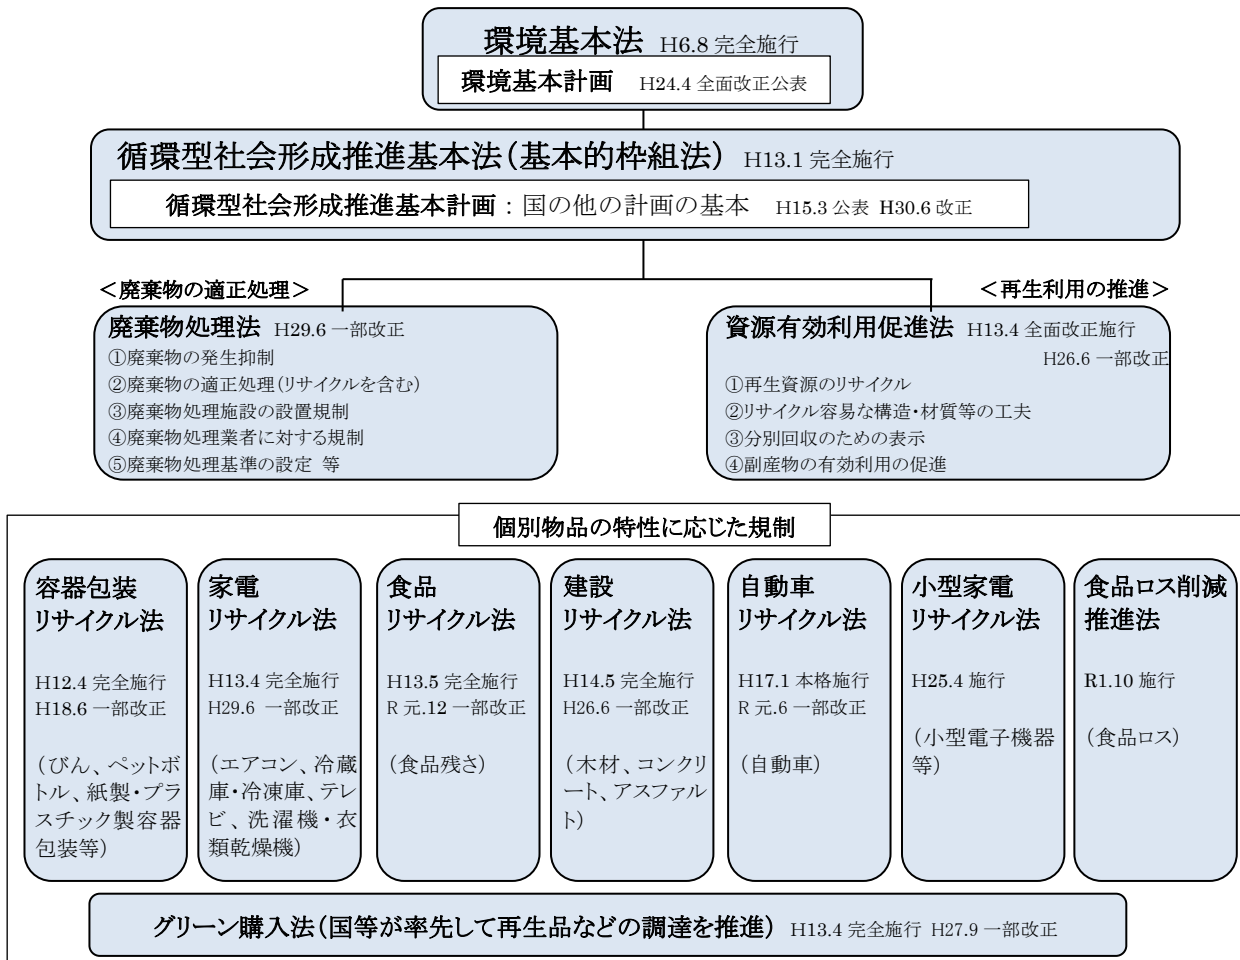 環境基本法 H6.8 完全施行
環境基本計画 H24.4 全面改正公表
循環型社会形成推進基本法（基本的枠組法） H13.1 完全施行
循環型社会形成推進基本計画：国の他の計画の基本 H15.3 公表 H30.6 改正
＜廃棄物の適正処理＞
廃棄物処理法 H29.6 一部改正
①廃棄物の発生抑制
②廃棄物の適正処理（リサイクルを含む）
③廃棄物処理施設の設置規制
④廃棄物処理業者に対する規制
⑤廃棄物処理基準の設定 等
＜再生利用の推進＞
資源有効利用促進法 H13.4 全面改正施行
H26.6 一部改正
①再生資源のリサイクル
②リサイクル容易な構造・材質等の工夫
③分別回収のための表示
④副産物の有効利用の促進
個別物品の特性に応じた規制
容器包装
リサイクル法
H12.4 完全施行
H18.6 一部改正
（びん、ペットボ
トル、紙製・プラ
スチック製容器
包装等）
家電
リサイクル法
H13.4 完全施行
H29.6 一部改正
（エアコン、冷蔵
庫・冷凍庫、テレ
ビ、洗濯機・衣
類乾燥機）
食品
リサイクル法
H13.5 完全施行
R 元.12 一部改正
（食品残さ）
建設
リサイクル法
H14.5 完全施行
H26.6 一部改正
（木材、コンクリ
ート、アスファル
ト）
自動車
リサイクル法
H17.1 本格施行
R 元.6 一部改正
（自動車）
小型家電
リサイクル法
H25.4 施行
（小型電子機器
等）
食品ロス削減
推進法
R1.10 施行
（食品ロス）
グリーン購入法（国等が率先して再生品などの調達を推進） H13.4 完全施行 H27.9 一部改正